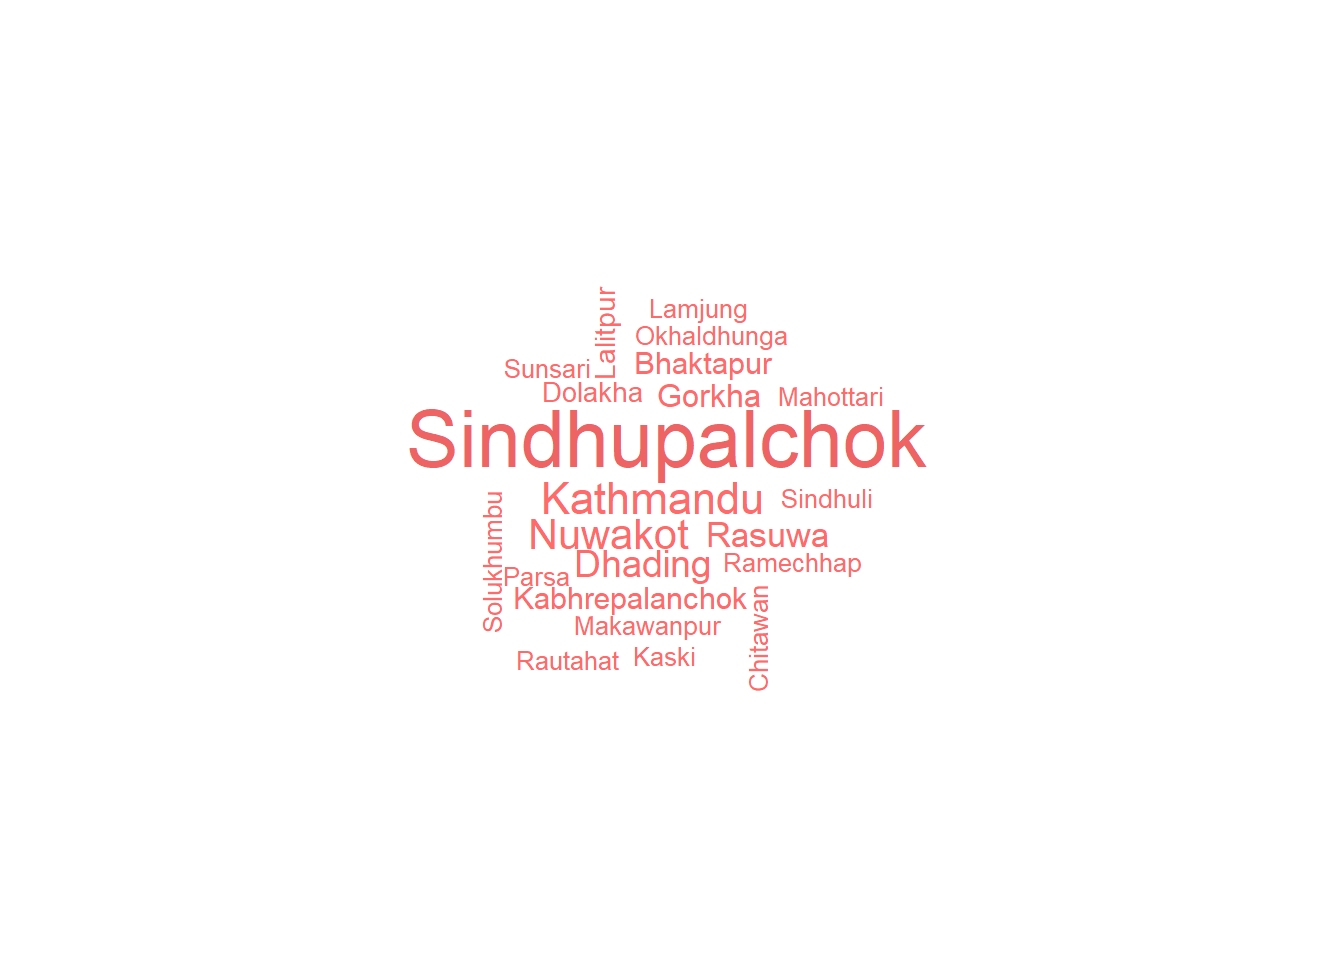 Lalitpur
Lamjung
Okhaldhunga
Sunsari
Bhaktapur
Dolakha
Gorkha
Mahottari
Sindhupalchok
Kathmandu
Sindhuli
Solukhumbu
Nuwakot
Rasuwa
Parsa
Dhading
Ramechhap
Kabhrepalanchok
Chitawan
Makawanpur
Rautahat
Kaski